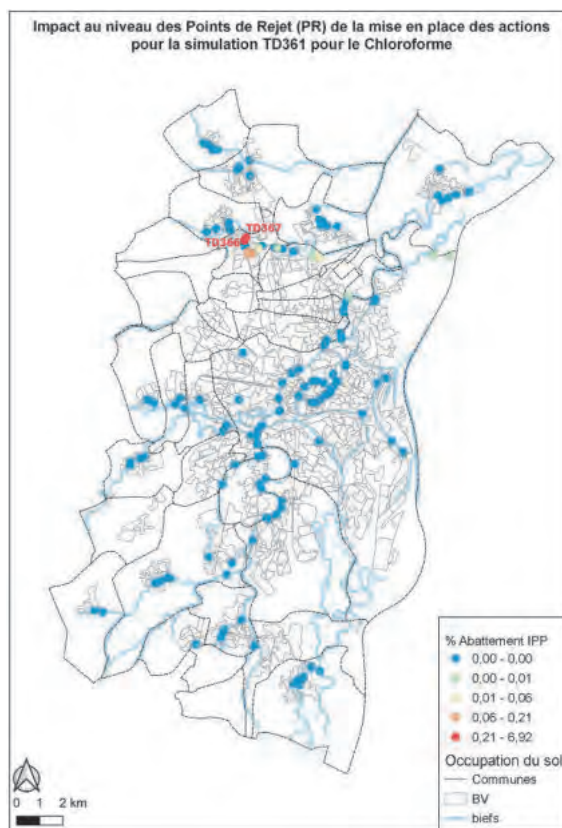 Impact au niveau des Points de Rejet (PR) de la mise en place des actions
pour la simulation TD361 pour le Chloroforme
TD367
TD366
% Abattement IPP
0,00 - 0,00
0,00 - 0,01
0,01 - 0,06
0,06 - 0,21
0,21 - 6,92
Occupation du sol
Communes
BV
biefs
0 1 2 km